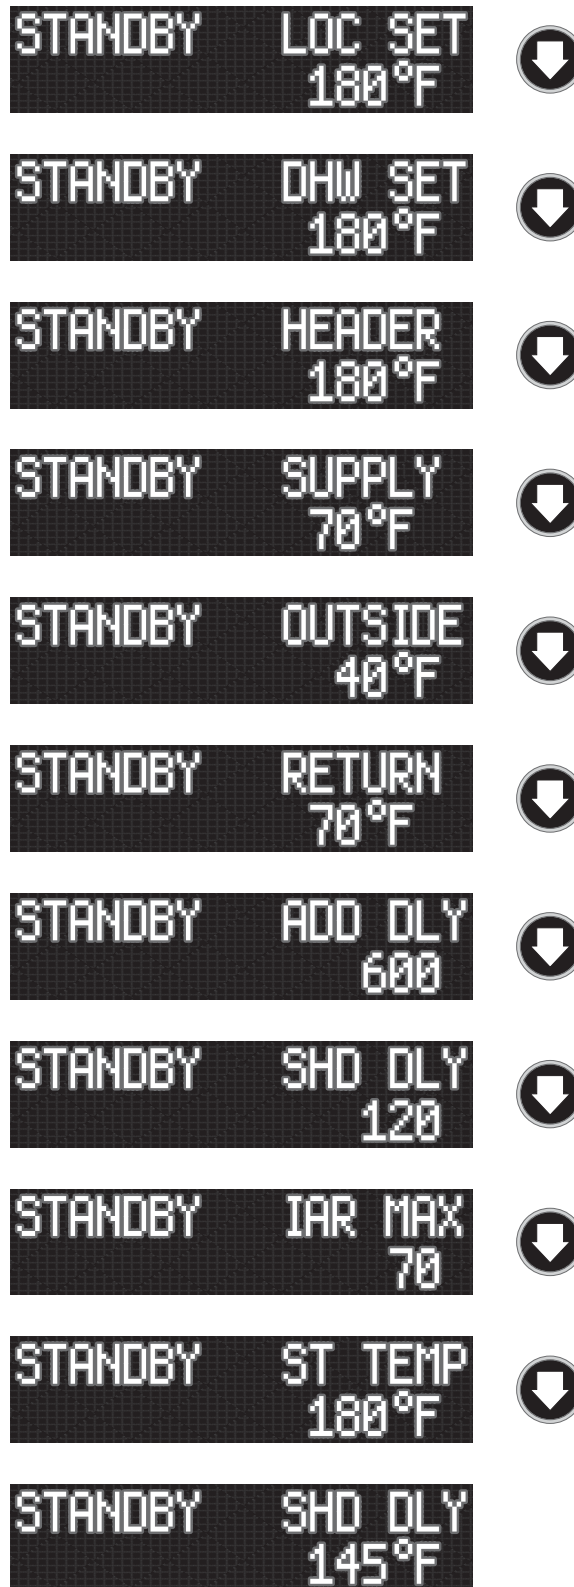 STANDBY LOC SET
180°F
STANDBY DHW SET
180°F
STANDBY HEADER
180°F
STANDBY SUPPLY
70°F
STANDBY OUTSIDE
40°F
STANDBY RETURN
70°F
STANDBY ADD DLY
600
STANDBY SHD DLY
120
STANDBY IAR MAX
70
STANDBY ST TEMP
180°F
STANDBY SHD DLY
145°F